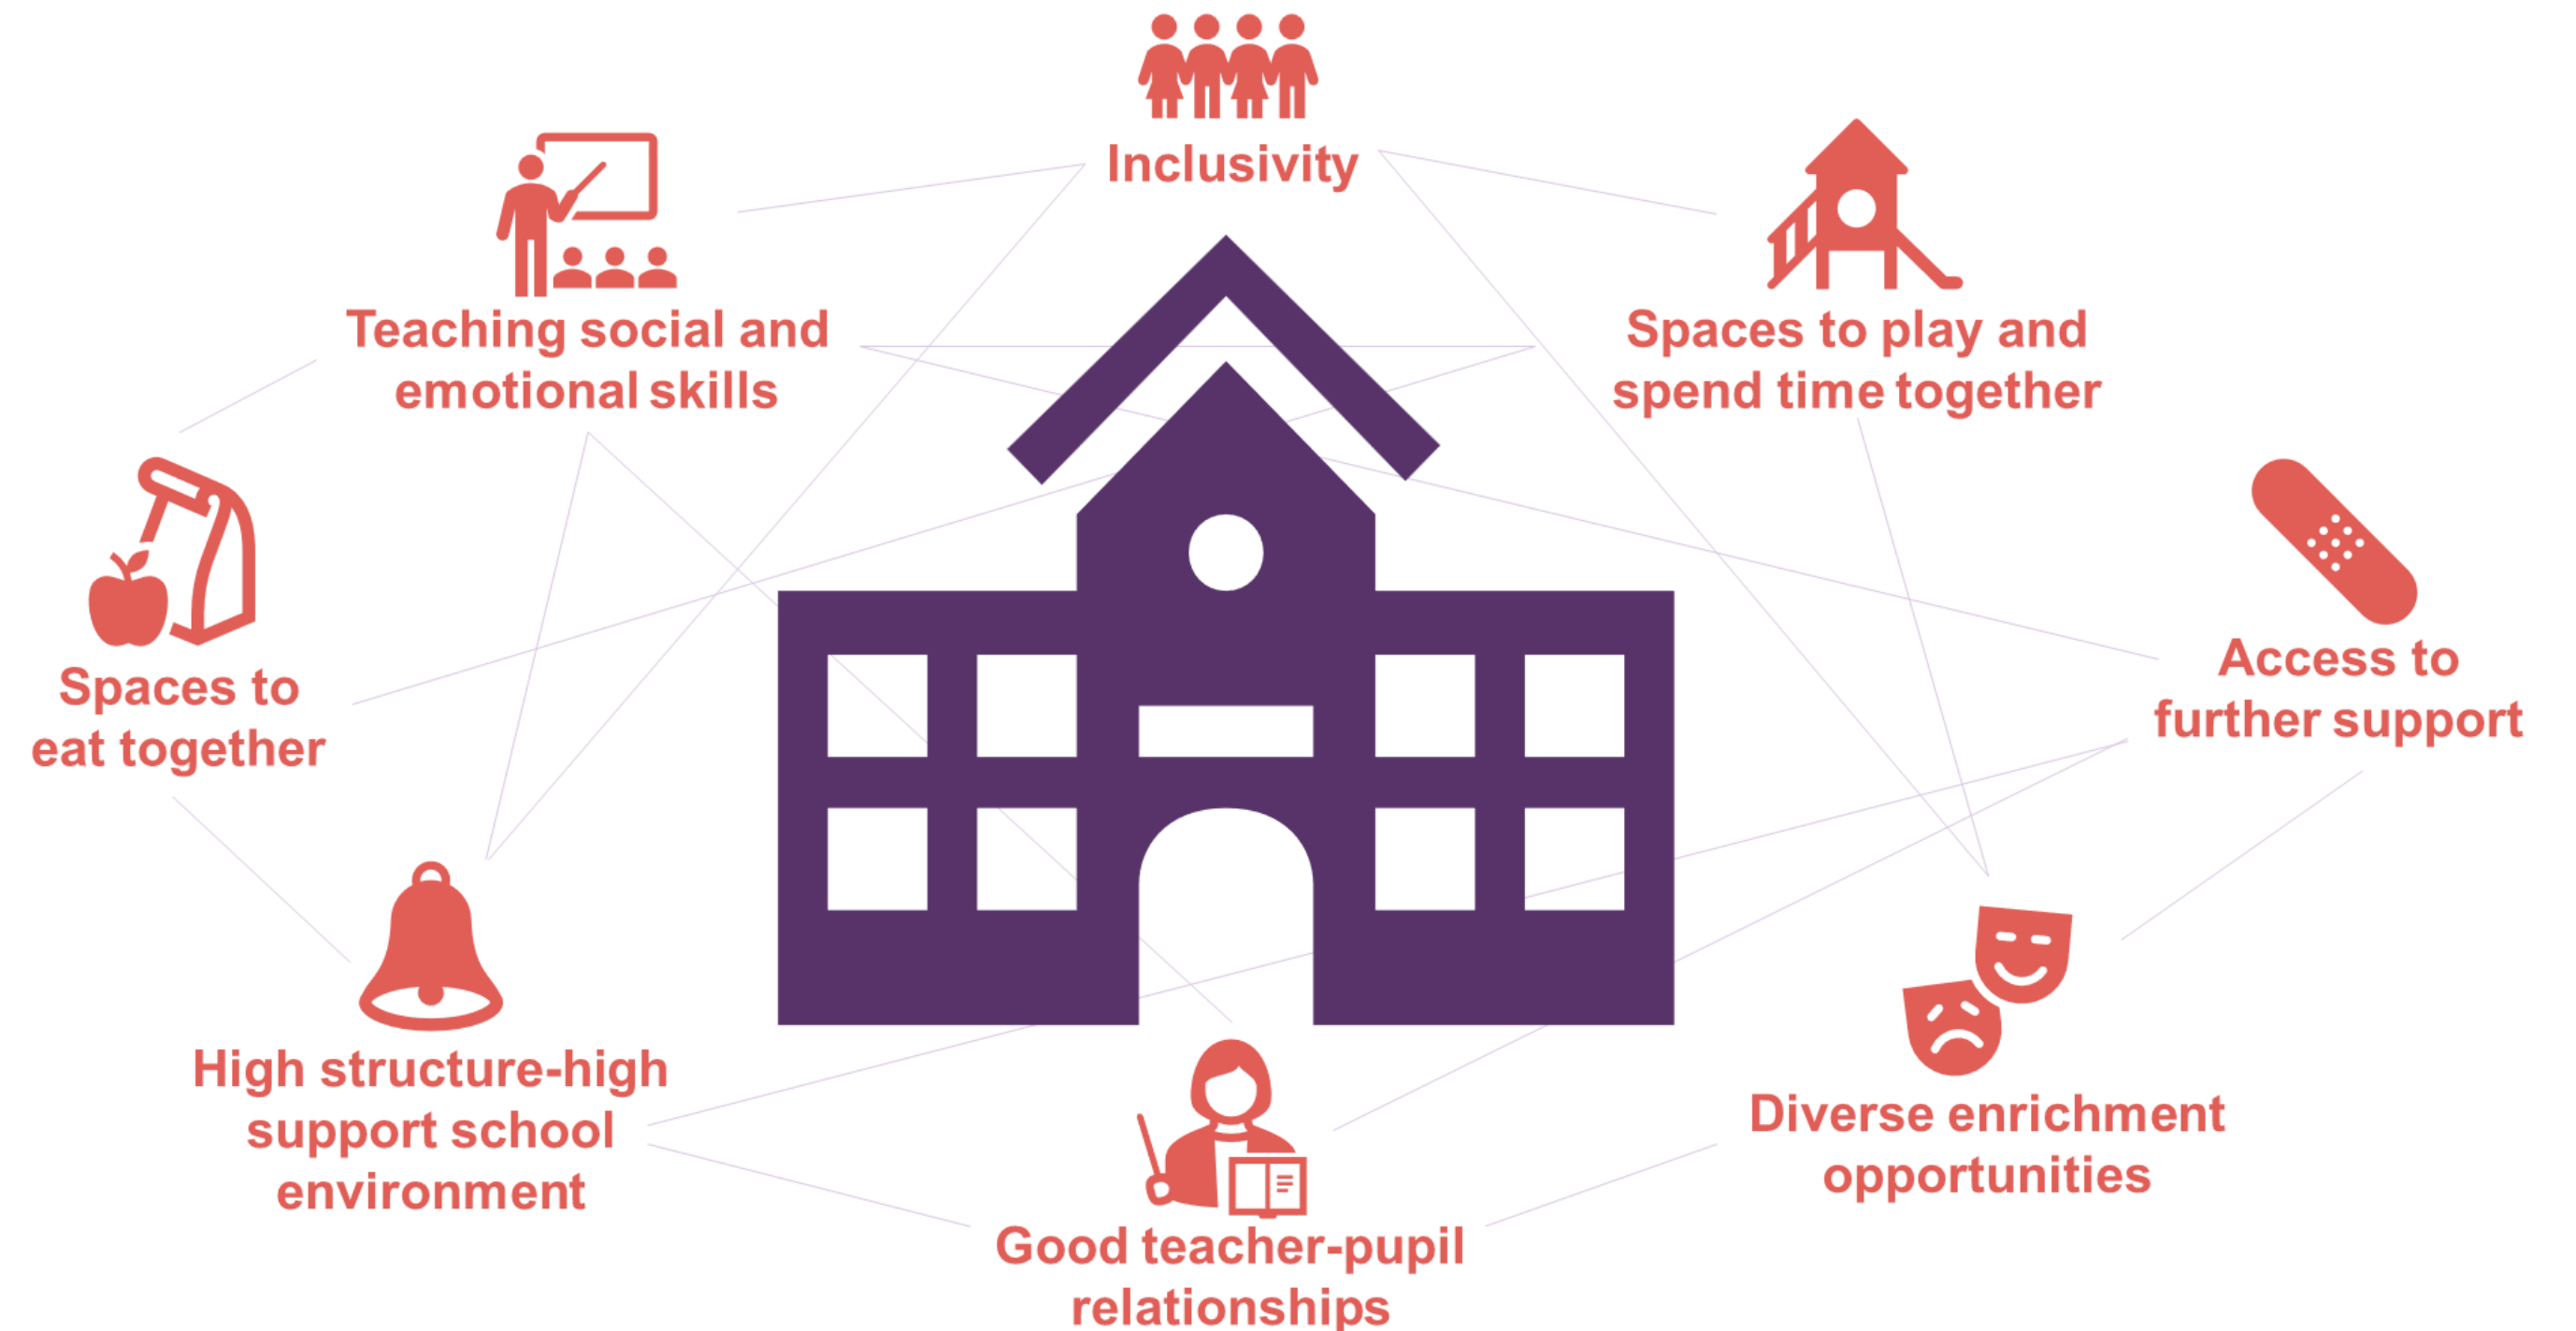 Inclusivity
Teaching social and
emotional skills
Spaces to play and
spend time together
Spaces to
eat together
Access to
further support
High structure-high
support school
environment
Diverse enrichment
opportunities
Good teacher-pupil
relationships